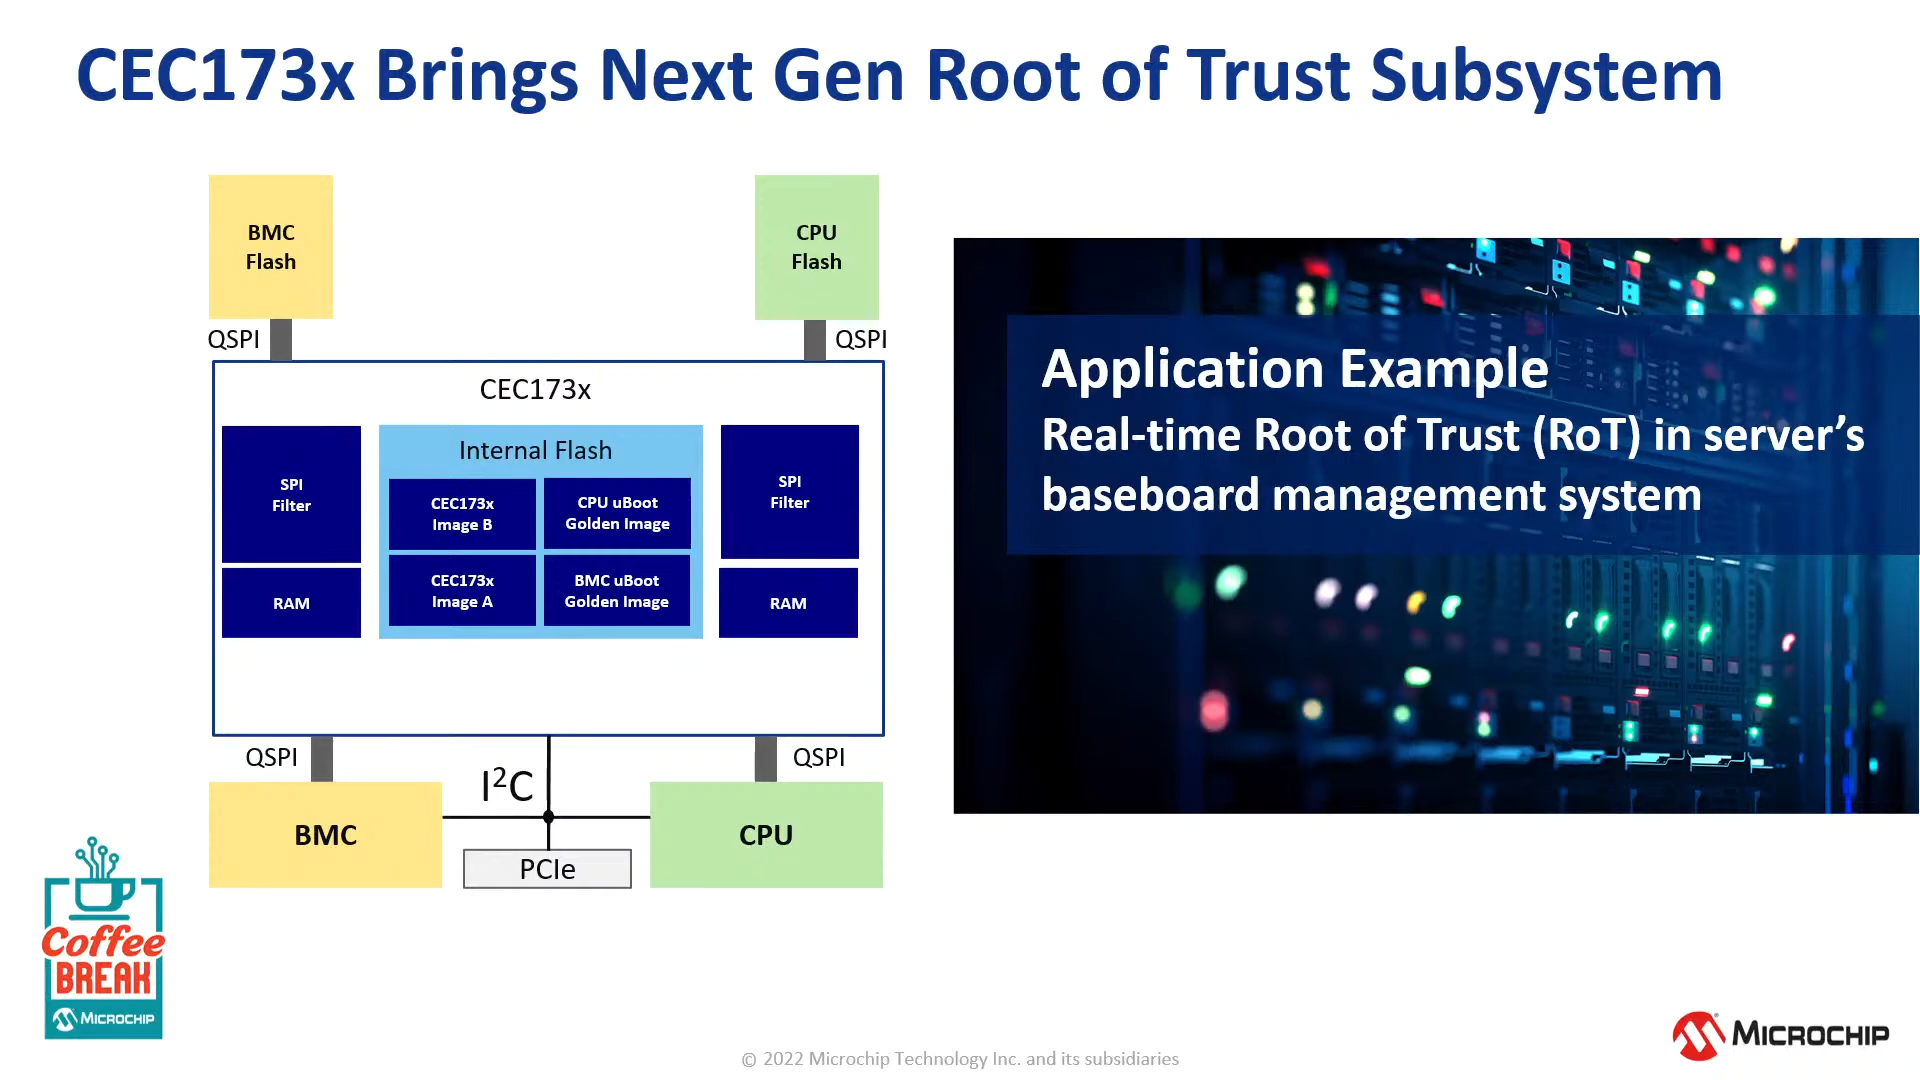 CEC173x Brings Next Gen Root of Trust Subsystem
BMC
Flash
CPU
Flash
QSPI
QSPI
CEC173x
SPI
Filter
RAM
Internal Flash
CEC173x
Image B
CPU uBoot
Golden Image
CEC173x
Image A
BMC uBoot
Golden Image
SPI
Filter
RAM
QSPI
QSPI
I²C
BMC
CPU
PCIe
Application Example
Real-time Root of Trust (RoT) in server’s
baseboard management system
Coffee
BREAK
MICROCHIP
© 2022 Microchip Technology Inc. and its subsidiaries
MICROCHIP